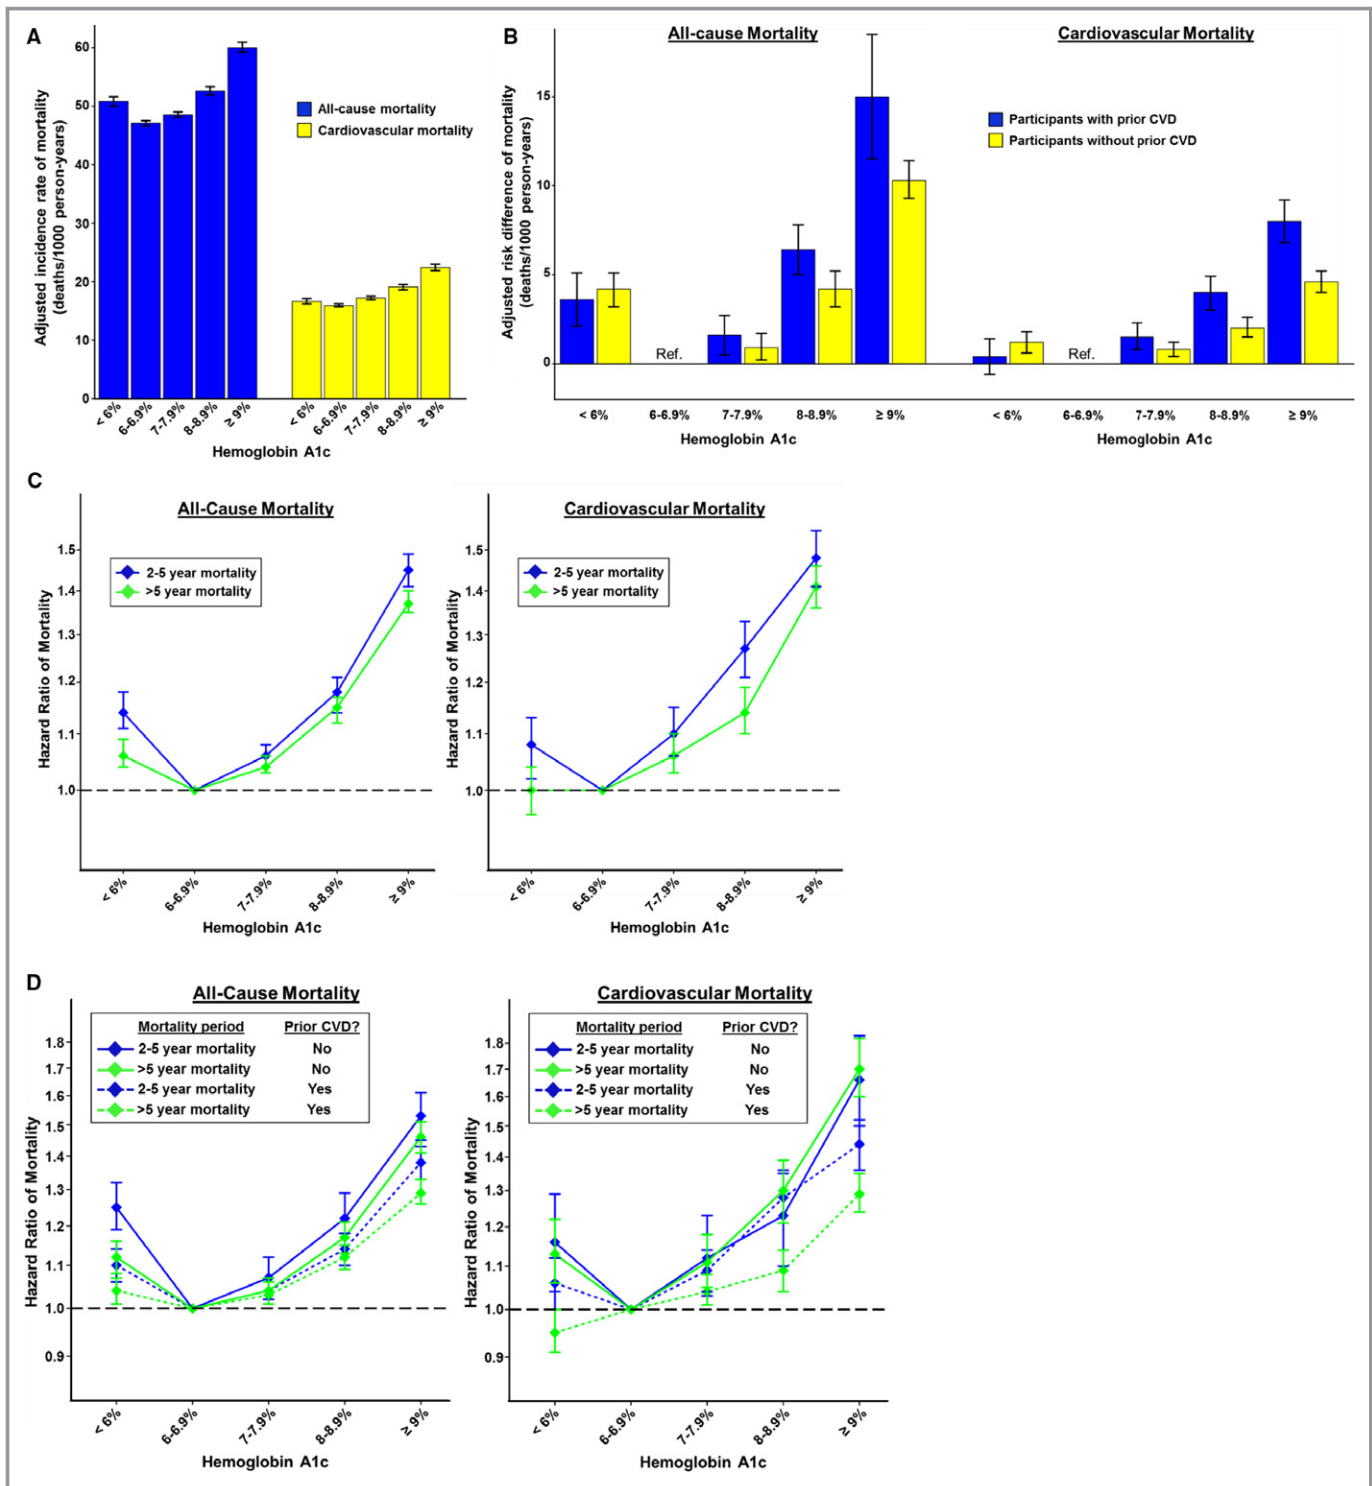 A
Adjusted incidence rate of mortality
(deaths/1000 person-years)
60
50
40
30
20
10
0
All-cause mortality
Cardiovascular mortality
< 6%
6-6.9%
7-7.9%
8-8.9%
≥ 9%
< 6%
6-6.9%
7-7.9%
8-8.9%
≥ 9%
Hemoglobin A1c
B
All-cause Mortality
Cardiovascular Mortality
Adjusted risk difference of mortality
(deaths/1000 person-years)
15
10
5
0
Participants with prior CVD
Participants without prior CVD
Ref.
Ref.
< 6%
6-6.9%
7-7.9%
8-8.9%
≥ 9%
< 6%
6-6.9%
7-7.9%
8-8.9%
≥ 9%
Hemoglobin A1c
Hemoglobin A1c
C
All-Cause Mortality
Hazard Ratio of Mortality
1.5
1.4
1.3
1.2
1.1
1.0
2-5 year mortality
>5 year mortality
< 6%
6-6.9%
7-7.9%
8-8.9%
≥ 9%
Hemoglobin A1c
Cardiovascular Mortality
Hazard Ratio of Mortality
1.5
1.4
1.3
1.2
1.1
1.0
2-5 year mortality
>5 year mortality
< 6%
6-6.9%
7-7.9%
8-8.9%
≥ 9%
Hemoglobin A1c
D
All-Cause Mortality
Hazard Ratio of Mortality
1.8
1.7
1.6
1.5
1.4
1.3
1.2
1.1
1.0
0.9
Mortality period Prior CVD?
2-5 year mortality No
>5 year mortality No
2-5 year mortality Yes
>5 year mortality Yes
< 6%
6-6.9%
7-7.9%
8-8.9%
≥ 9%
Hemoglobin A1c
Cardiovascular Mortality
Hazard Ratio of Mortality
1.8
1.7
1.6
1.5
1.4
1.3
1.2
1.1
1.0
0.9
Mortality period Prior CVD?
2-5 year mortality No
>5 year mortality No
2-5 year mortality Yes
>5 year mortality Yes
< 6%
6-6.9%
7-7.9%
8-8.9%
≥ 9%
Hemoglobin A1c